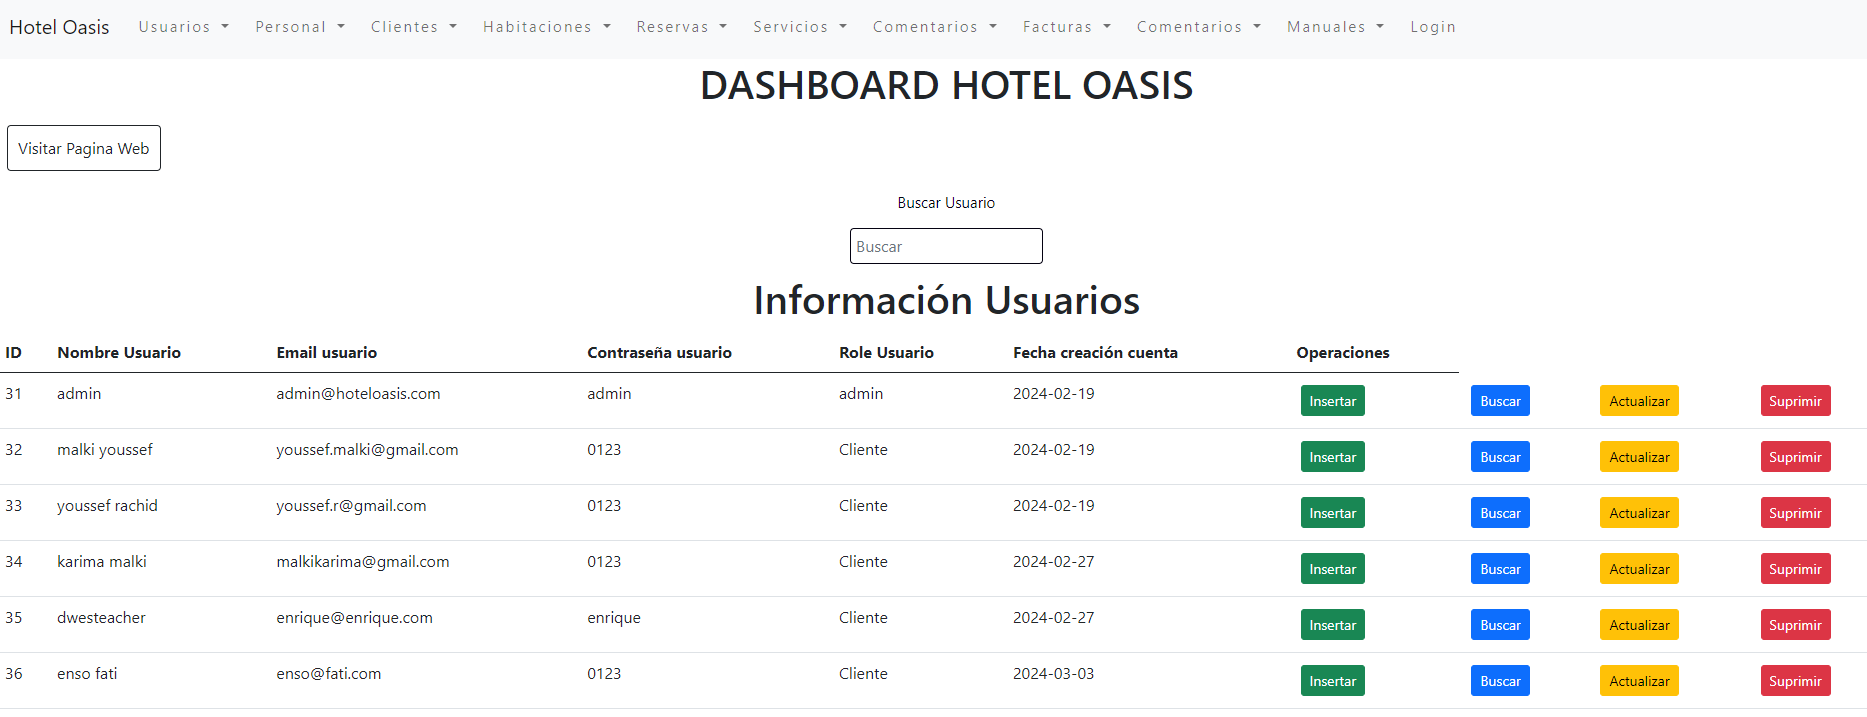 Hotel Oasis Usuarios Personal Clientes Habitaciones Reservas Servicios Comentarios Facturas Comentarios Manuales Login
DASHBOARD HOTEL OASIS
Visitar Pagina Web
Buscar Usuario
Buscar
Información Usuarios
ID Nombre Usuario Email usuario Contraseña usuario Role Usuario Fecha creación cuenta Operaciones
31 admin admin@hoteloasis.com admin admin 2024-02-19 Insertar Buscar Actualizar Suprimir
32 malki youssef youssef.malki@gmail.com 0123 Cliente 2024-02-19 Insertar Buscar Actualizar Suprimir
33 youssef rachid youssef.r@gmail.com 0123 Cliente 2024-02-19 Insertar Buscar Actualizar Suprimir
34 karima malki malkikarima@gmail.com 0123 Cliente 2024-02-27 Insertar Buscar Actualizar Suprimir
35 dwesteacher enrique@enrique.com enrique Cliente 2024-02-27 Insertar Buscar Actualizar Suprimir
36 enso fati enso@fati.com 0123 Cliente 2024-03-03 Insertar Buscar Actualizar Suprimir